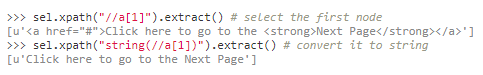 >>> sel.xpath("//a[1]").extract() # select the first node
[u'<a href="#">Click here to go to the <strong>Next Page</strong></a>']
>>> sel.xpath("string(//a[1])").extract() # convert it to string
[u'Click here to go to the Next Page']